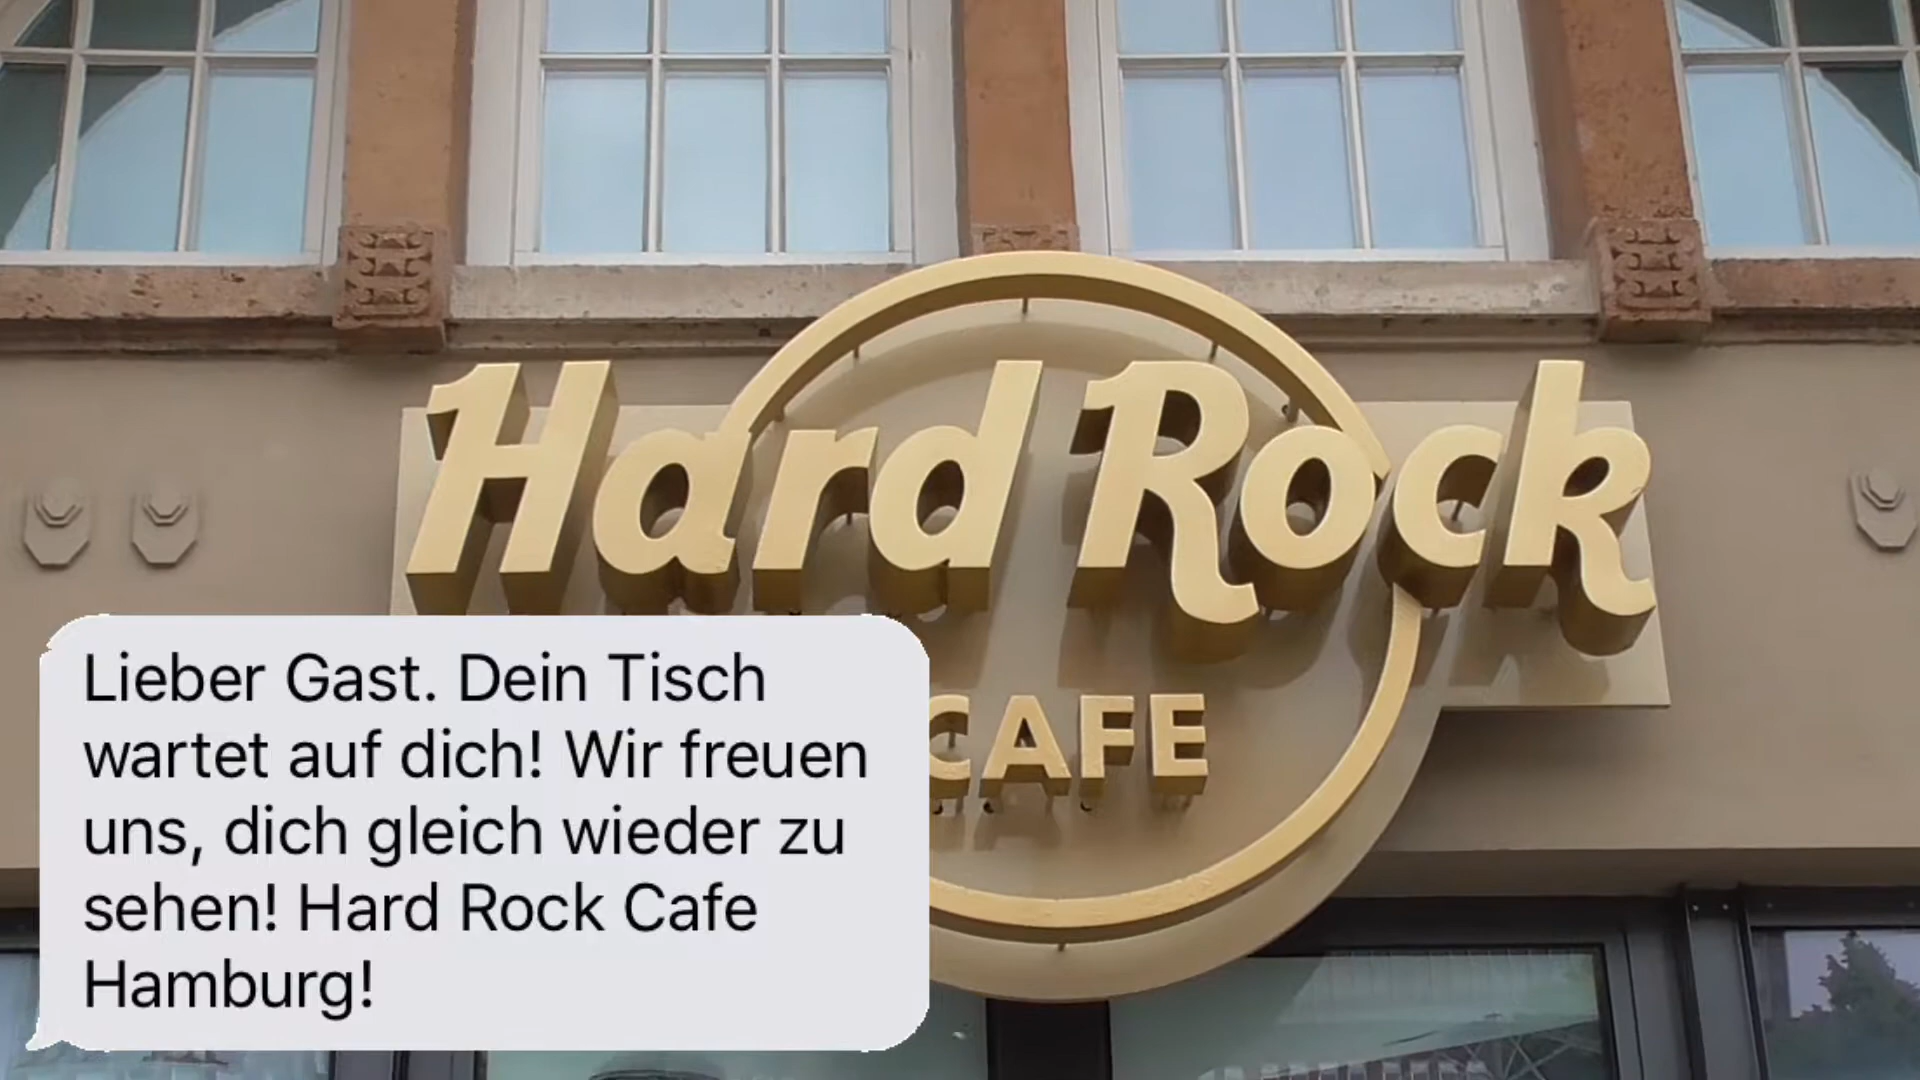 Hard Rock
CAFE
Lieber Gast. Dein Tisch
wartet auf dich! Wir freuen
uns, dich gleich wieder zu
sehen! Hard Rock Cafe
Hamburg!